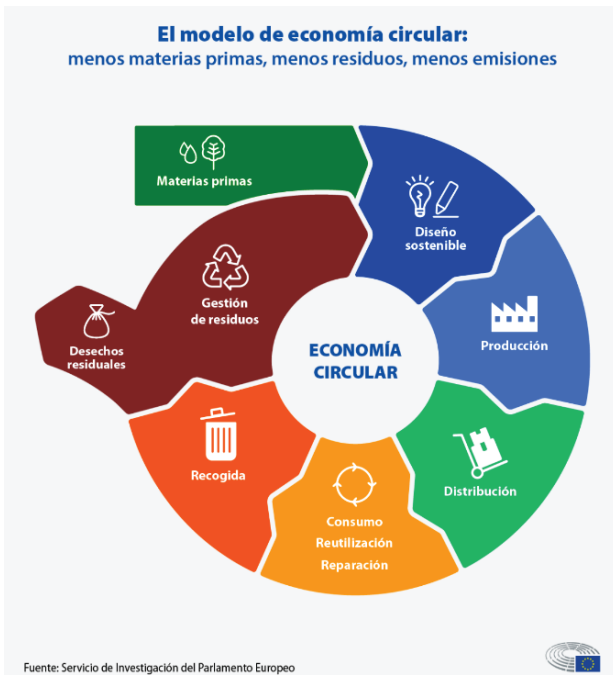 El modelo de economía circular:
menos materias primas, menos residuos, menos emisiones
Materias primas
Diseño
sostenible
Producción
Distribución
Consumo
Reutilización
Reparación
Recogida
Gestión
de residuos
Desechos
residuales
ECONOMÍA
CIRCULAR
Fuente: Servicio de Investigación del Parlamento Europeo